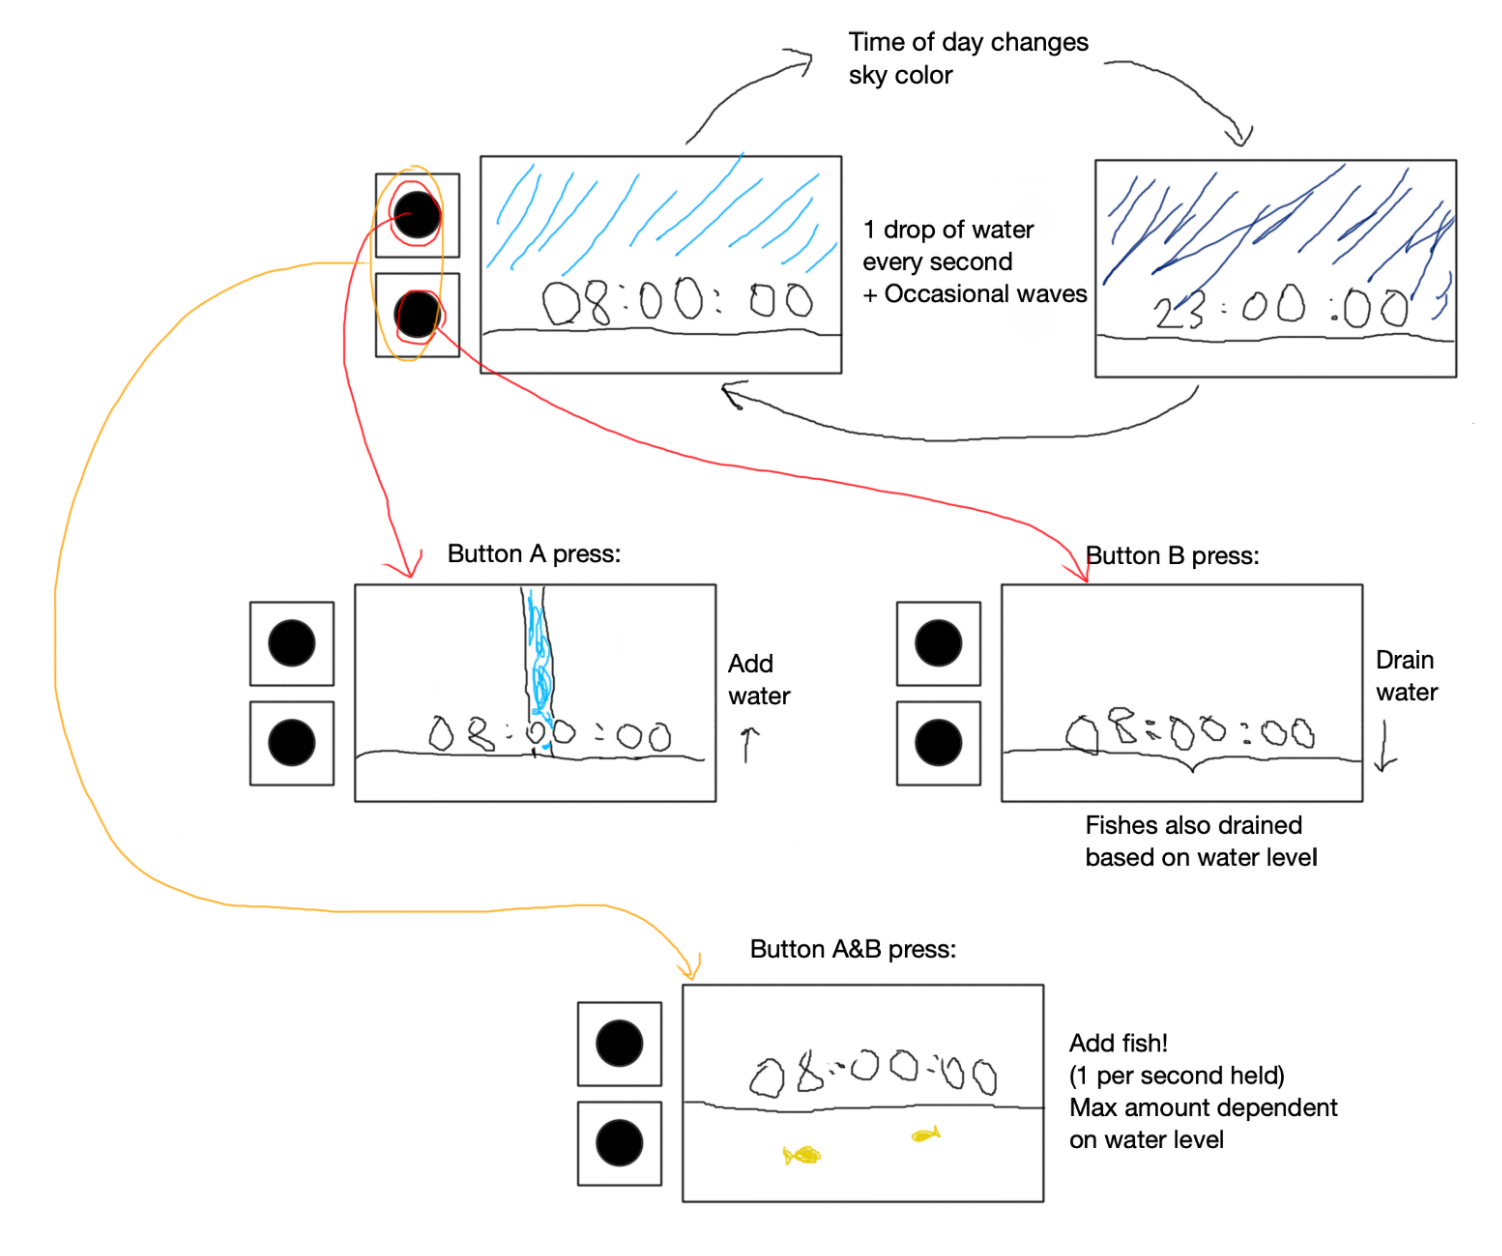 Time of day changes
sky color
08:00:00
1 drop of water
every second
+ Occasional waves
23:00:00
Button A press:
08:00:00
Add
water
Button B press:
08:00:00
Drain
water
Fishes also drained
based on water level
Button A&B press:
08:00:00
Add fish!
(1 per second held)
Max amount dependent
on water level